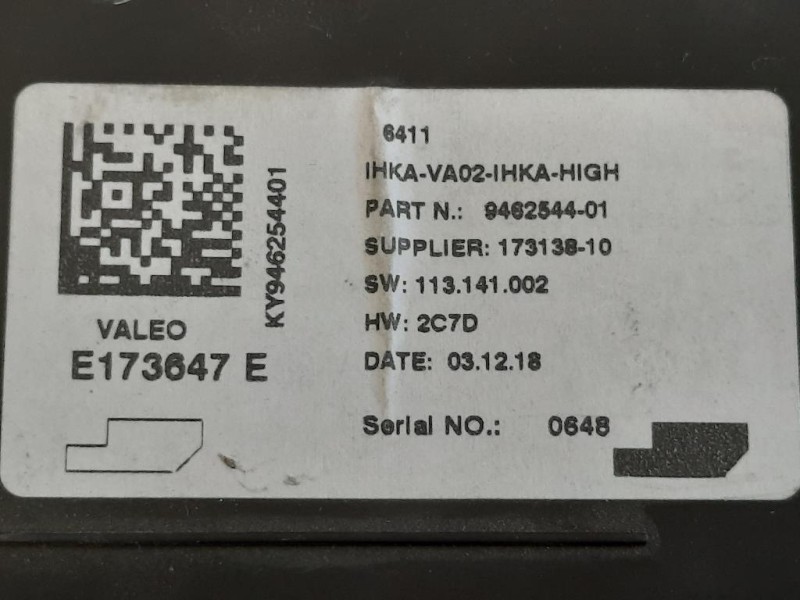 6411
IHKA-VA02-IHKA-HIGH
PART N.: 9462544-01
SUPPLIER: 173138-10
SW: 113.141.002
HW: 2C7D
DATE: 03.12.18
Serial NO.: 0648
KY946254401
VALEO
E173647 E